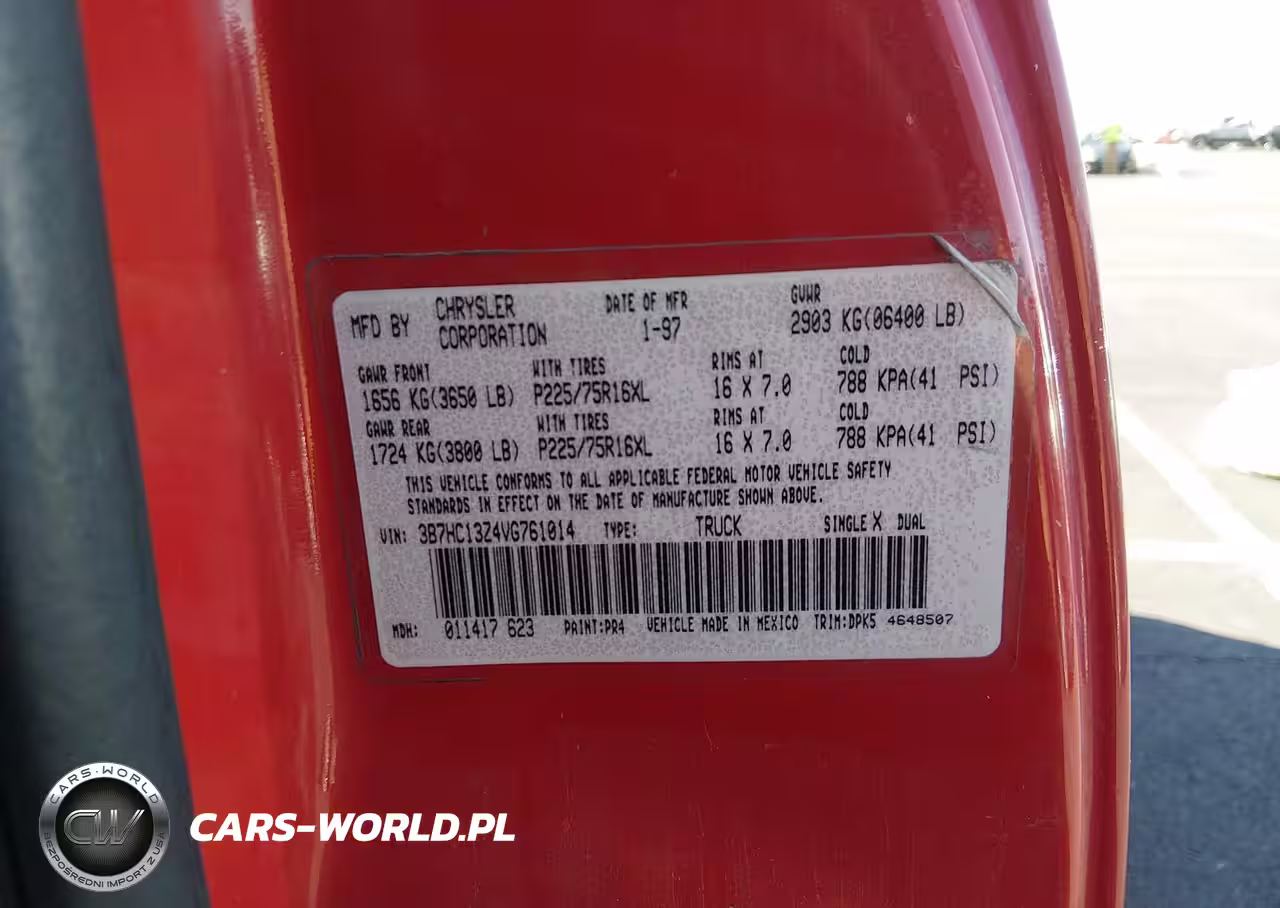 MFD BY CHRYSLER CORPORATION DATE OF MFR 1-97 GVWR 2903 KG(06400 LB)
GAWR FRONT WITH TIRES RIMS AT COLD
1656 KG(3650 LB) P225/75R16XL 16 X 7.0 788 KPA(41 PSI)
GAWR REAR WITH TIRES RIMS AT COLD
1724 KG(3800 LB) P225/75R16XL 16 X 7.0 788 KPA(41 PSI)
THIS VEHICLE CONFORMS TO ALL APPLICABLE FEDERAL MOTOR VEHICLE SAFETY
STANDARDS IN EFFECT ON THE DATE OF MANUFACTURE SHOWN ABOVE.
VIN: 3B7HC13Z4VG761014 TYPE: TRUCK SINGLE X DUAL
MDH: 011417 623 PAINT:PR4 VEHICLE MADE IN MEXICO TRIM:DPK5 4648507
CARS-WORLD
CW
BEZPOŚREDNI IMPORT Z USA
CARS-WORLD.PL